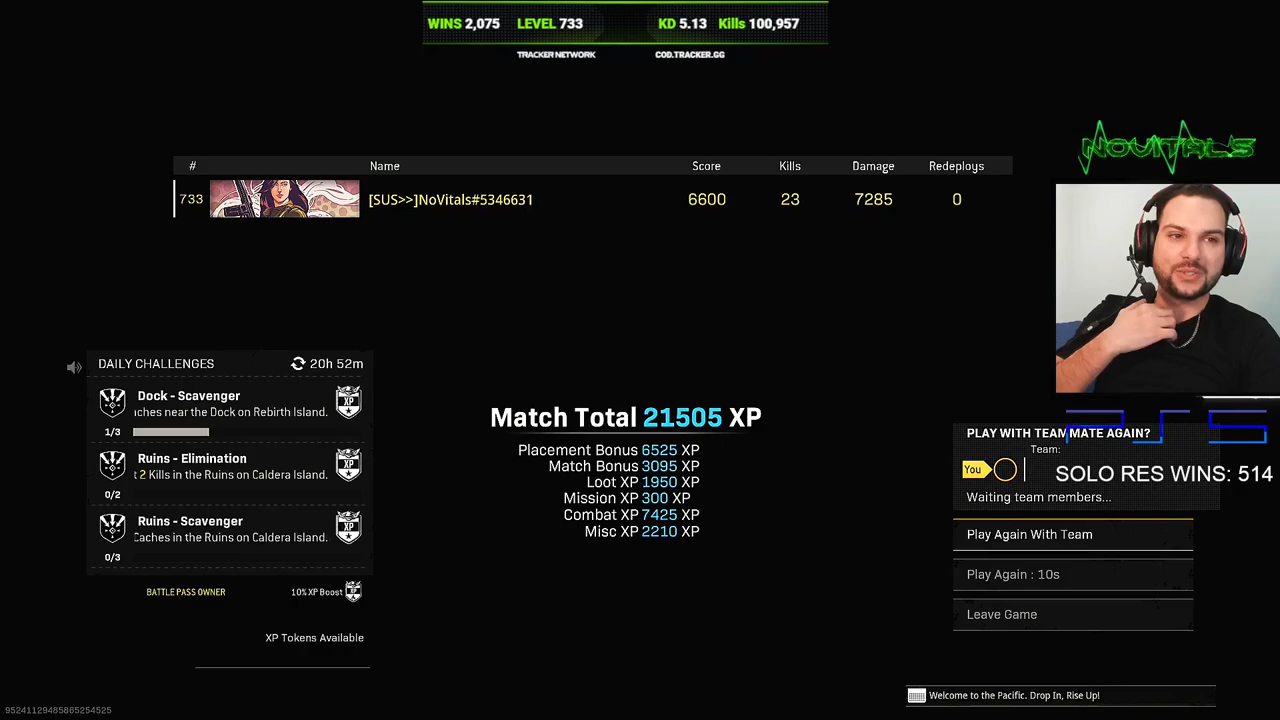 WINS 2,075 LEVEL 733 KD 5.13 Kills 100,957
TRACKER NETWORK COD.TRACKER.GG
NOVITALS
# Name Score Kills Damage Redeploys
733 [SUS>>]NoVitals#5346631 6600 23 7285 0
DAILY CHALLENGES 20h 52m
Dock - Scavenger
aches near the Dock on Rebirth Island.
1/3
Ruins - Elimination
t 2 Kills in the Ruins on Caldera Island.
0/2
Ruins - Scavenger
Caches in the Ruins on Caldera Island.
0/3
BATTLE PASS OWNER 10% XP Boost XP
XP Tokens Available
Match Total 21505 XP
Placement Bonus 6525 XP
Match Bonus 3095 XP
Loot XP 1950 XP
Mission XP 300 XP
Combat XP 7425 XP
Misc XP 2210 XP
PLAY WITH TEAMMATE AGAIN?
Team:
You
SOLO RES WINS: 514
Waiting team members...
Play Again With Team
Play Again : 10s
Leave Game
Welcome to the Pacific. Drop In, Rise Up!
95241129485865254525